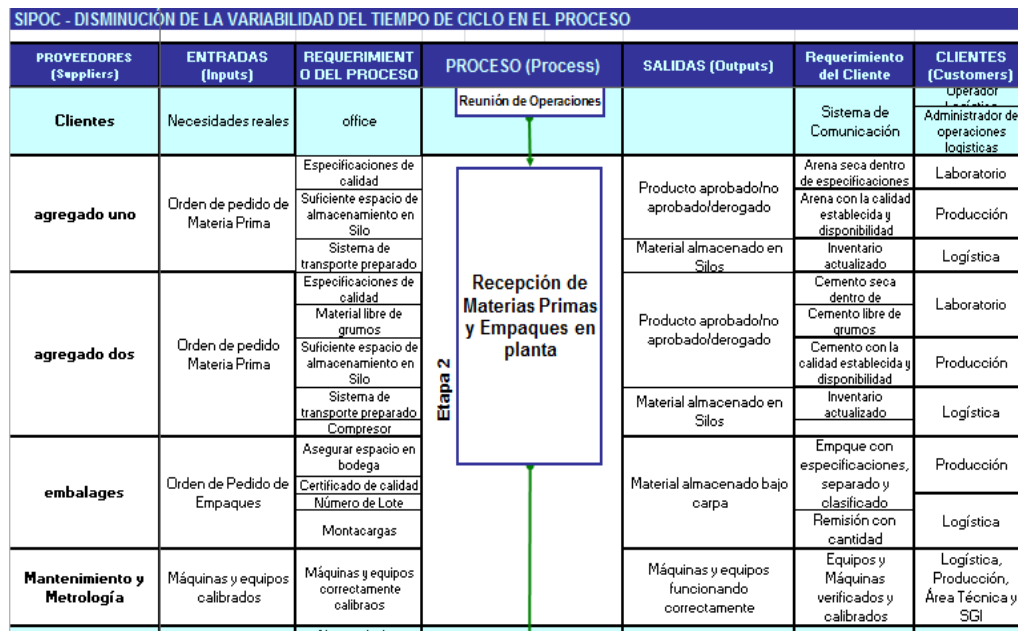 SIPOC - DISMINUCIÓN DE LA VARIABILIDAD DEL TIEMPO DE CICLO EN EL PROCESO
PROVEEDORES
(Suppliers)
ENTRADAS
(Inputs)
REQUERIMIENT
O DEL PROCESO
PROCESO (Process)
SALIDAS (Outputs)
Requerimiento
del Cliente
CLIENTES
(Customers)
Clientes
Necesidades reales
office
Reunión de Operaciones
Sistema de
Comunicación
Operador
Logístico
Administrador de
operaciones
logisticas
agregado uno
Orden de pedido de
Materia Prima
Especificaciones de
calidad
Suficiente espacio de
almacenamiento en
Silo
Sistema de
transporte preparado
Etapa 2
Recepción de
Materias Primas
y Empaques en
planta
Producto aprobado/no
aprobado/derogado
Material almacenado en
Silos
Arena seca dentro
de especificaciones
Arena con la calidad
establecida y
disponibilidad
Inventario
actualizado
Laboratorio
Producción
Logística
agregado dos
Orden de pedido
Materia Prima
Especificaciones de
calidad
Material libre de
grumos
Suficiente espacio de
almacenamiento en
Silo
Sistema de
transporte preparado
Compresor
Producto aprobado/no
aprobado/derogado
Material almacenado en
Silos
Cemento seca
dentro de
Cemento libre de
grumos
Cemento con la
calidad establecida y
disponibilidad
Inventario
actualizado
Laboratorio
Producción
Logística
embalages
Orden de Pedido de
Empaques
Asegurar espacio en
bodega
Certificado de calidad
Número de Lote
Montacargas
Material almacenado bajo
carpa
Empque con
especificaciones,
separado y
clasificado
Remisión con
cantidad
Producción
Logística
Mantenimiento y
Metrología
Máquinas y equipos
calibrados
Máquinas y equipos
correctamente
calibraos
Máquinas y equipos
funcionando
correctamente
Equipos y
Máquinas
verificados y
calibrados
Logística,
Producción,
Área Técnica y
SGI